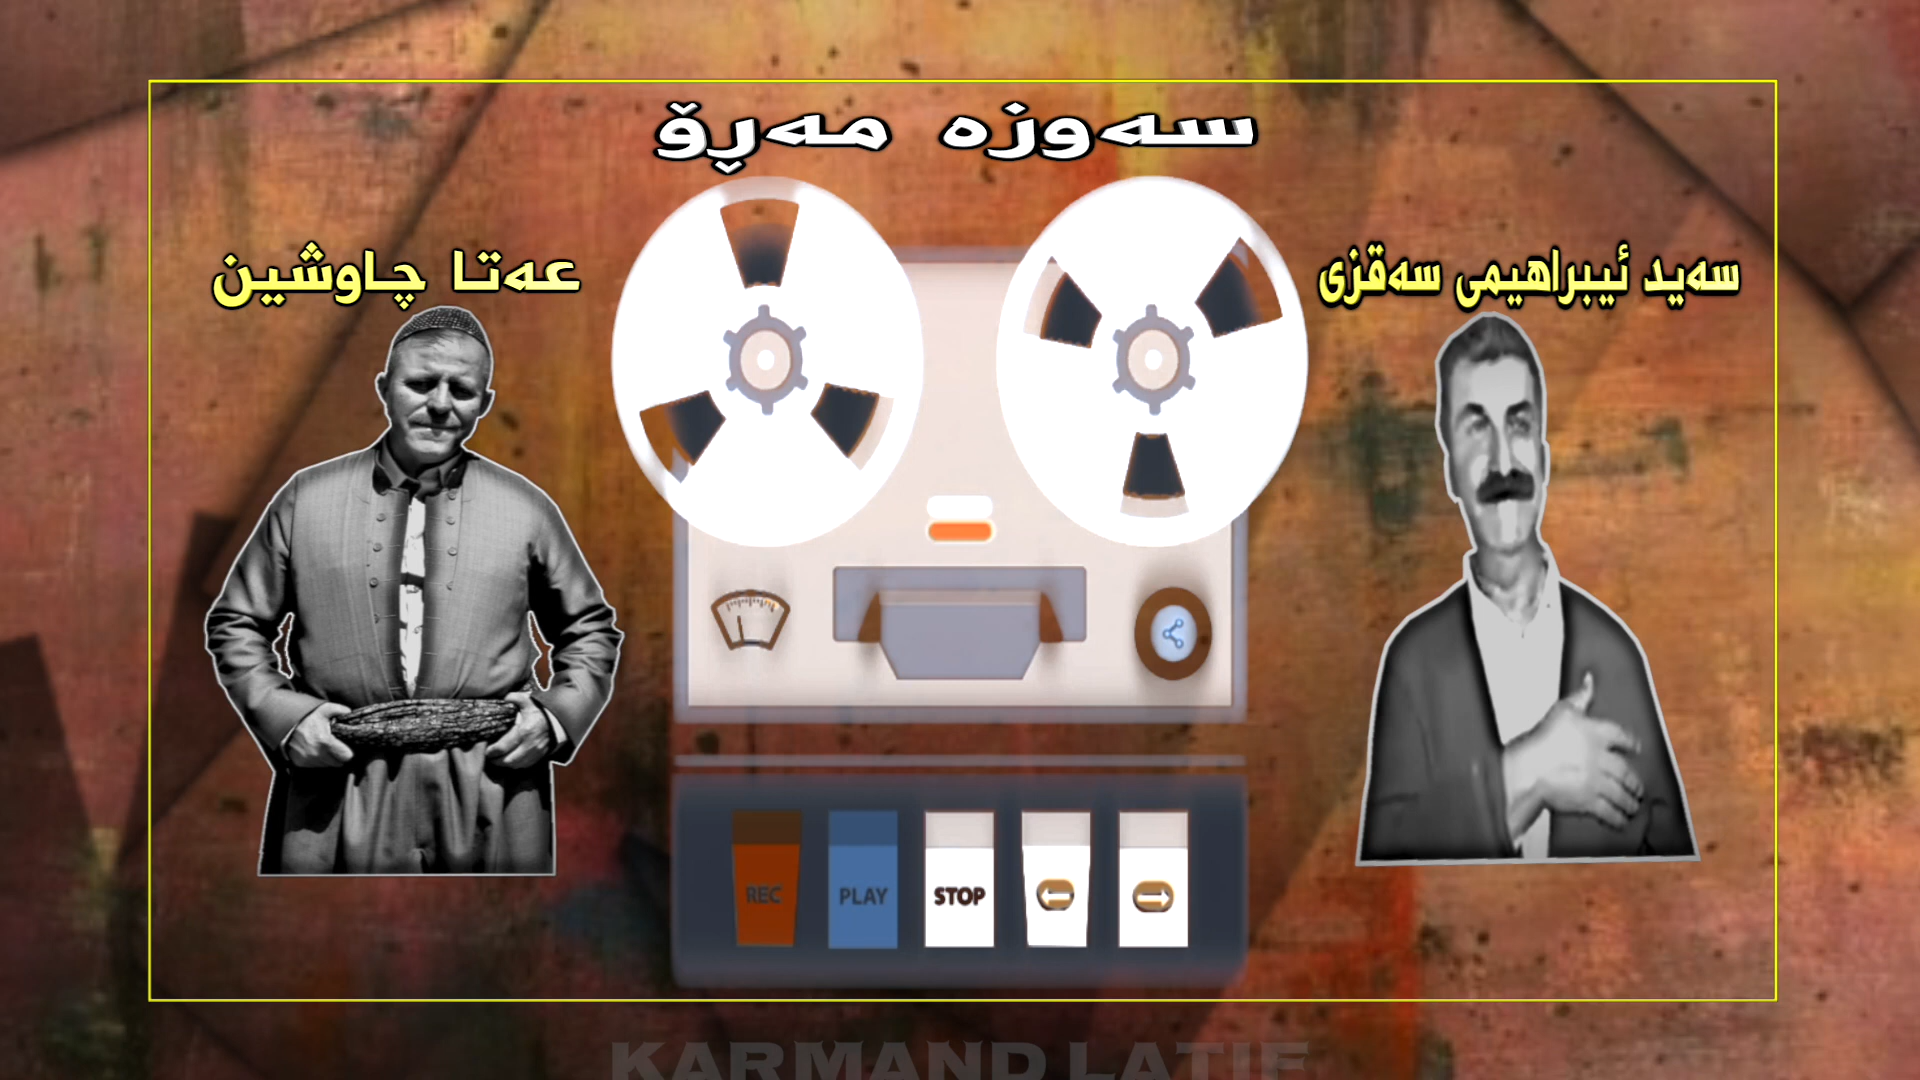 سەوزە مەڕۆ
سەید ئیبراهیمی سەقزی
عەتا چاوشین
REC PLAY STOP
KARMAND LATIF